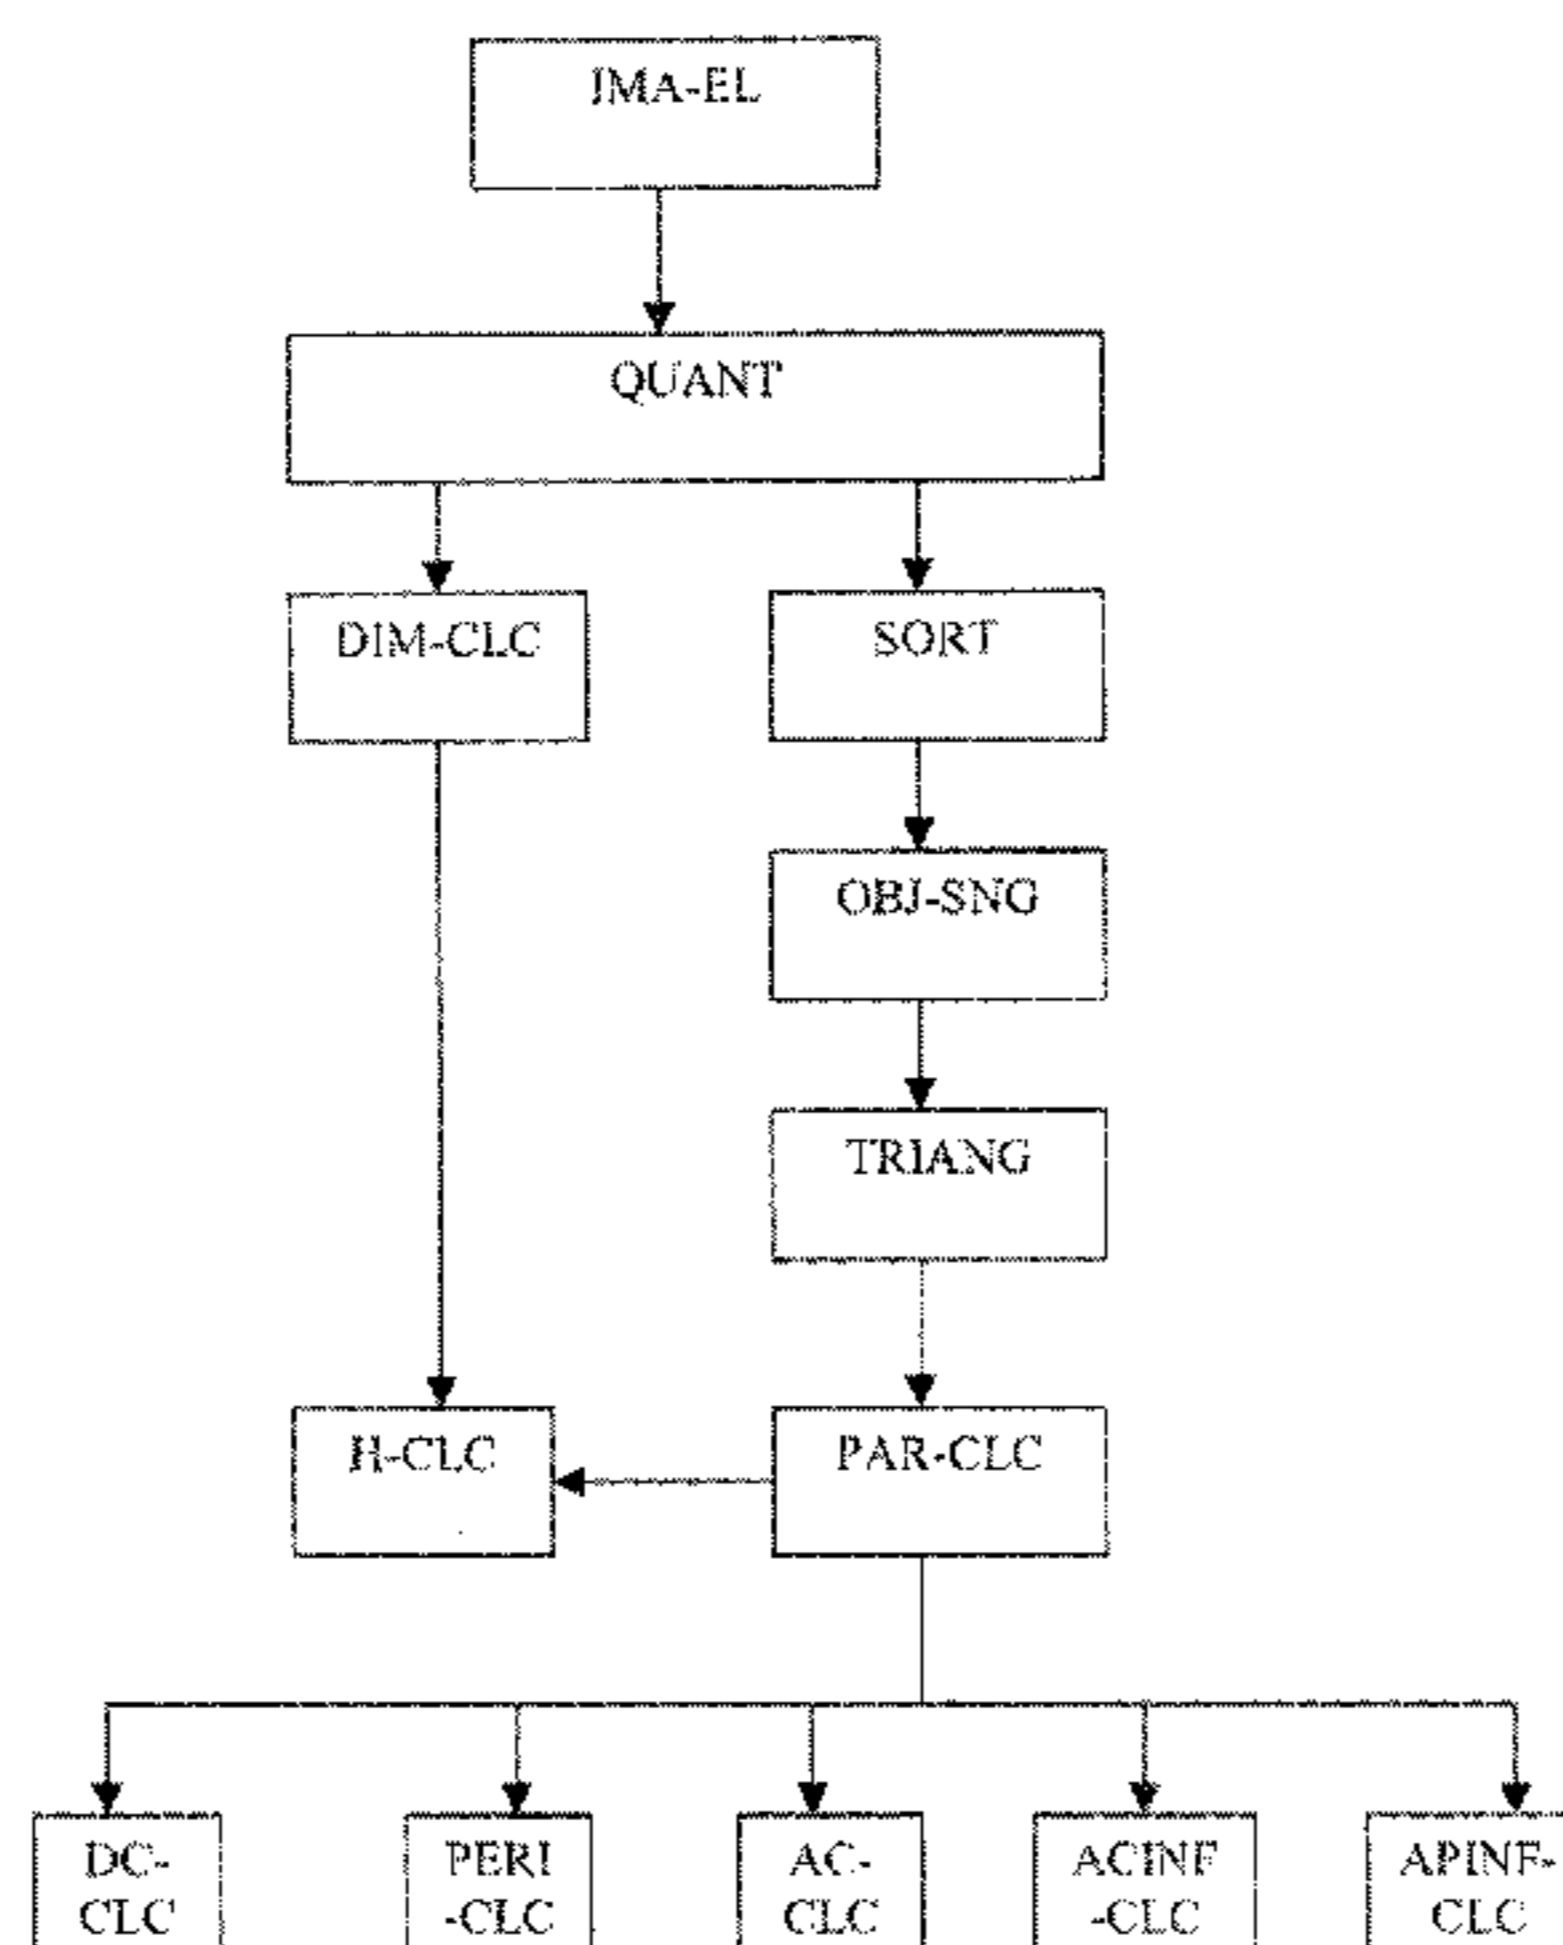 IMA-EL
QUANT
DIM-CLC
SORT
OBJ-SNG
TRIANG
H-CLC
PAR-CLC
DC-
CLC
PERI
-CLC
AC-
CLC
ACINF
-CLC
APINF-
CLC